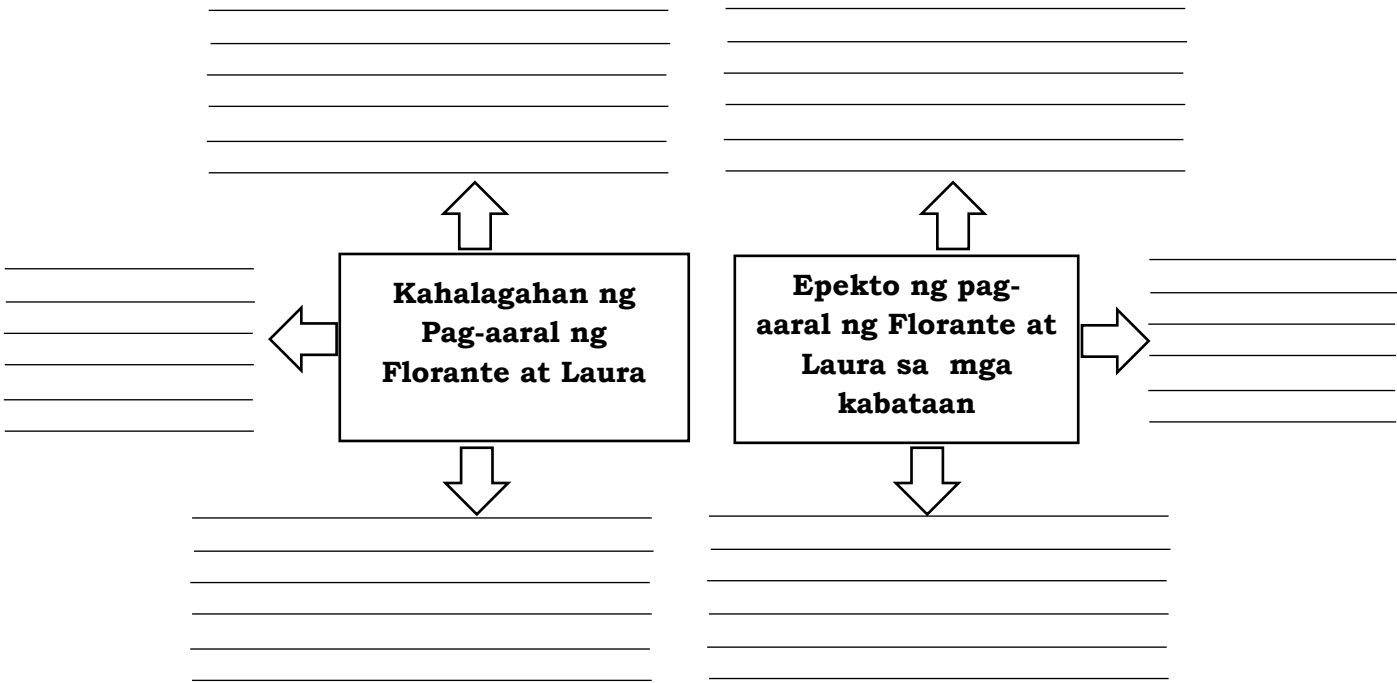 Kahalagahan ng
Pag-aaral ng
Florante at Laura
Epekto ng pag-
aaral ng Florante at
Laura sa mga
kabataan